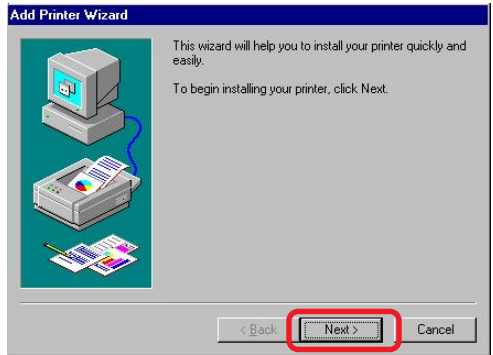 Add Printer Wizard
This wizard will help you to install your printer quickly and
easily.
To begin installing your printer, click Next.
< Back
Next >
Cancel